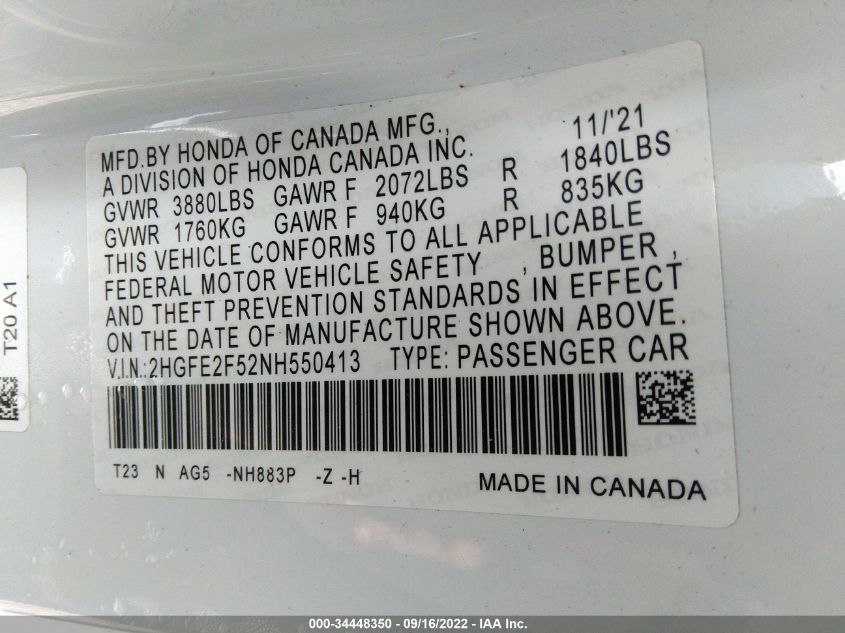 MFD.BY HONDA OF CANADA MFG., 11/'21
A DIVISION OF HONDA CANADA INC.
GVWR 3880LBS GAWR F 2072LBS R 1840LBS
GVWR 1760KG GAWR F 940KG R 835KG
THIS VEHICLE CONFORMS TO ALL APPLICABLE
FEDERAL MOTOR VEHICLE SAFETY , BUMPER ,
AND THEFT PREVENTION STANDARDS IN EFFECT
ON THE DATE OF MANUFACTURE SHOWN ABOVE.
V.I.N.:2HGFE2F52NH550413 TYPE: PASSENGER CAR
T23 N AG5 -NH883P -Z -H
MADE IN CANADA
T20 A1
000-34448350 - 09/16/2022 - IAA Inc.